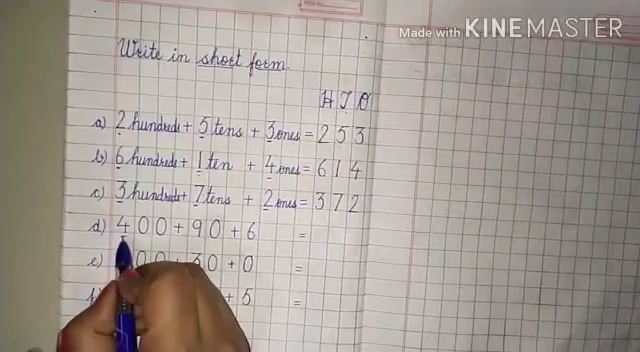 Made with KINEMASTER
Write in short form.
H T O
a) 2 hundreds + 5 tens + 3 ones = 2 5 3
b) 6 hundreds + 1 ten + 4 ones = 6 1 4
c) 3 hundreds + 7 tens + 2 ones = 3 7 2
d) 4 0 0 + 9 0 + 6 =
e) 0 0 + 0 + 0 =
+ 5 =